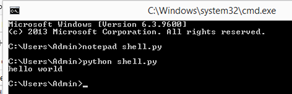 C:\Windows\system32\cmd.exe
Microsoft Windows [Version 6.3.9600]
(c) 2013 Microsoft Corporation. All rights reserved.
C:\Users\Admin>notepad shell.py
C:\Users\Admin>python shell.py
hello world
C:\Users\Admin>_